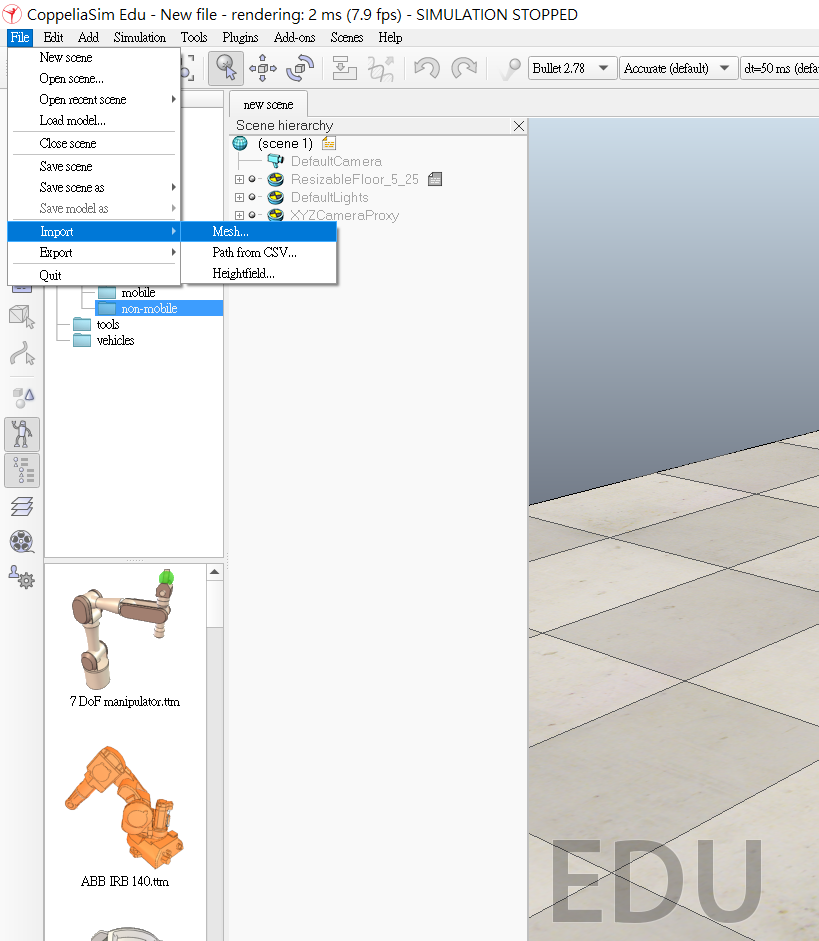 CoppeliaSim Edu - New file - rendering: 2 ms (7.9 fps) - SIMULATION STOPPED
File Edit Add Simulation Tools Plugins Add-ons Scenes Help
New scene
Open scene...
Open recent scene
Load model...
Close scene
Save scene
Save scene as
Save model as
Import
Export
Quit
Mesh...
Path from CSV...
Heightfield...
Bullet 2.78
Accurate (default)
dt=50 ms (defa
new scene
Scene hierarchy
(scene 1)
DefaultCamera
ResizableFloor_5_25
DefaultLights
XYZCameraProxy
mobile
non-mobile
tools
vehicles
7 DoF manipulator.ttm
ABB IRB 140.ttm
EDU